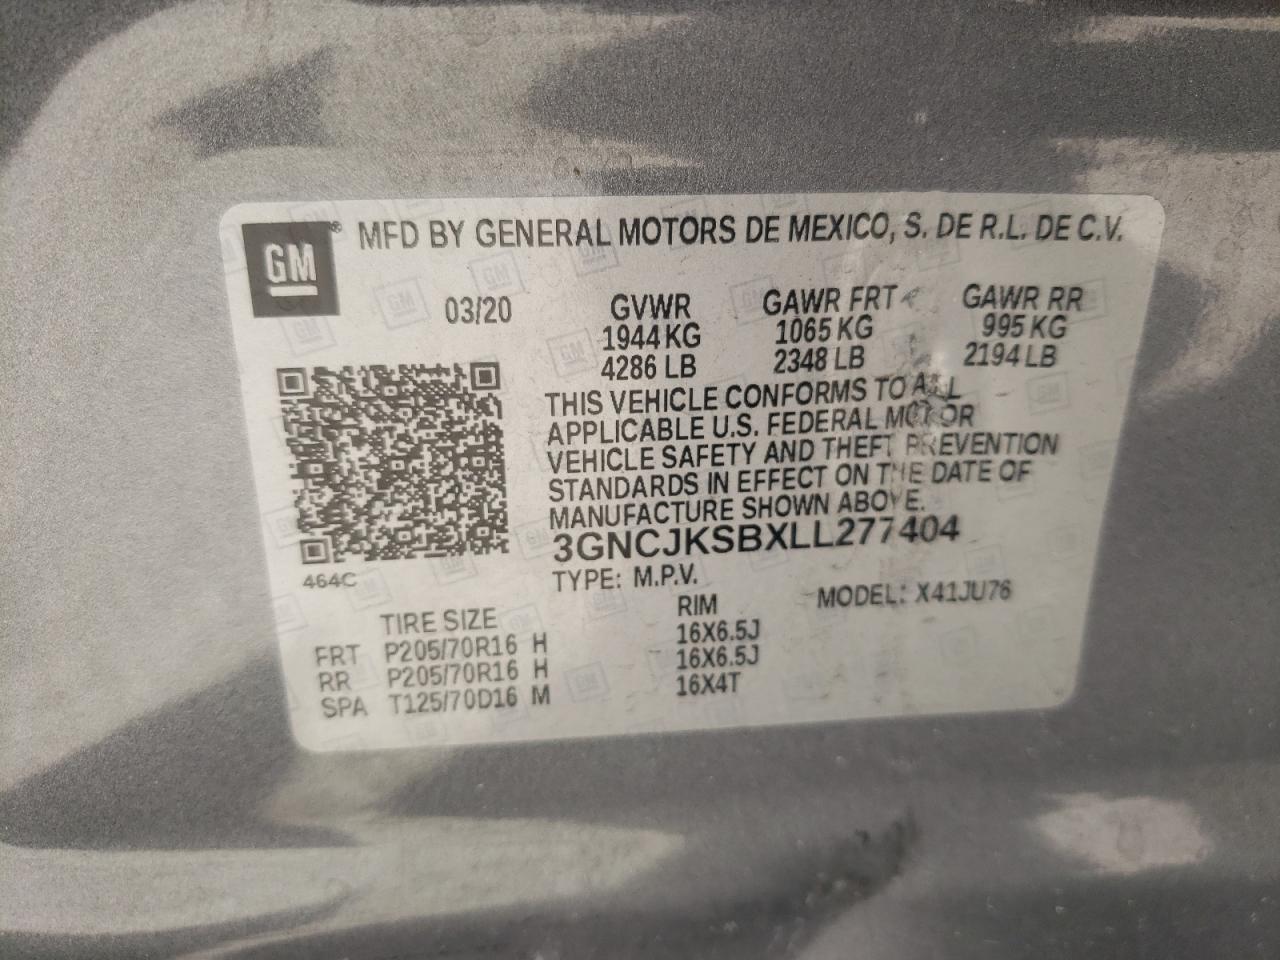 GM® MFD BY GENERAL MOTORS DE MEXICO, S. DE R.L. DE C.V.
03/20 GVWR GAWR FRT GAWR RR
1944 KG 1065 KG 995 KG
4286 LB 2348 LB 2194 LB
THIS VEHICLE CONFORMS TO ALL
APPLICABLE U.S. FEDERAL MOTOR
VEHICLE SAFETY AND THEFT PREVENTION
STANDARDS IN EFFECT ON THE DATE OF
MANUFACTURE SHOWN ABOVE.
3GNCJKSBXLL277404
464C
TYPE: M.P.V. MODEL: X41JU76
TIRE SIZE RIM
FRT P205/70R16 H 16X6.5J
RR P205/70R16 H 16X6.5J
SPA T125/70D16 M 16X4T